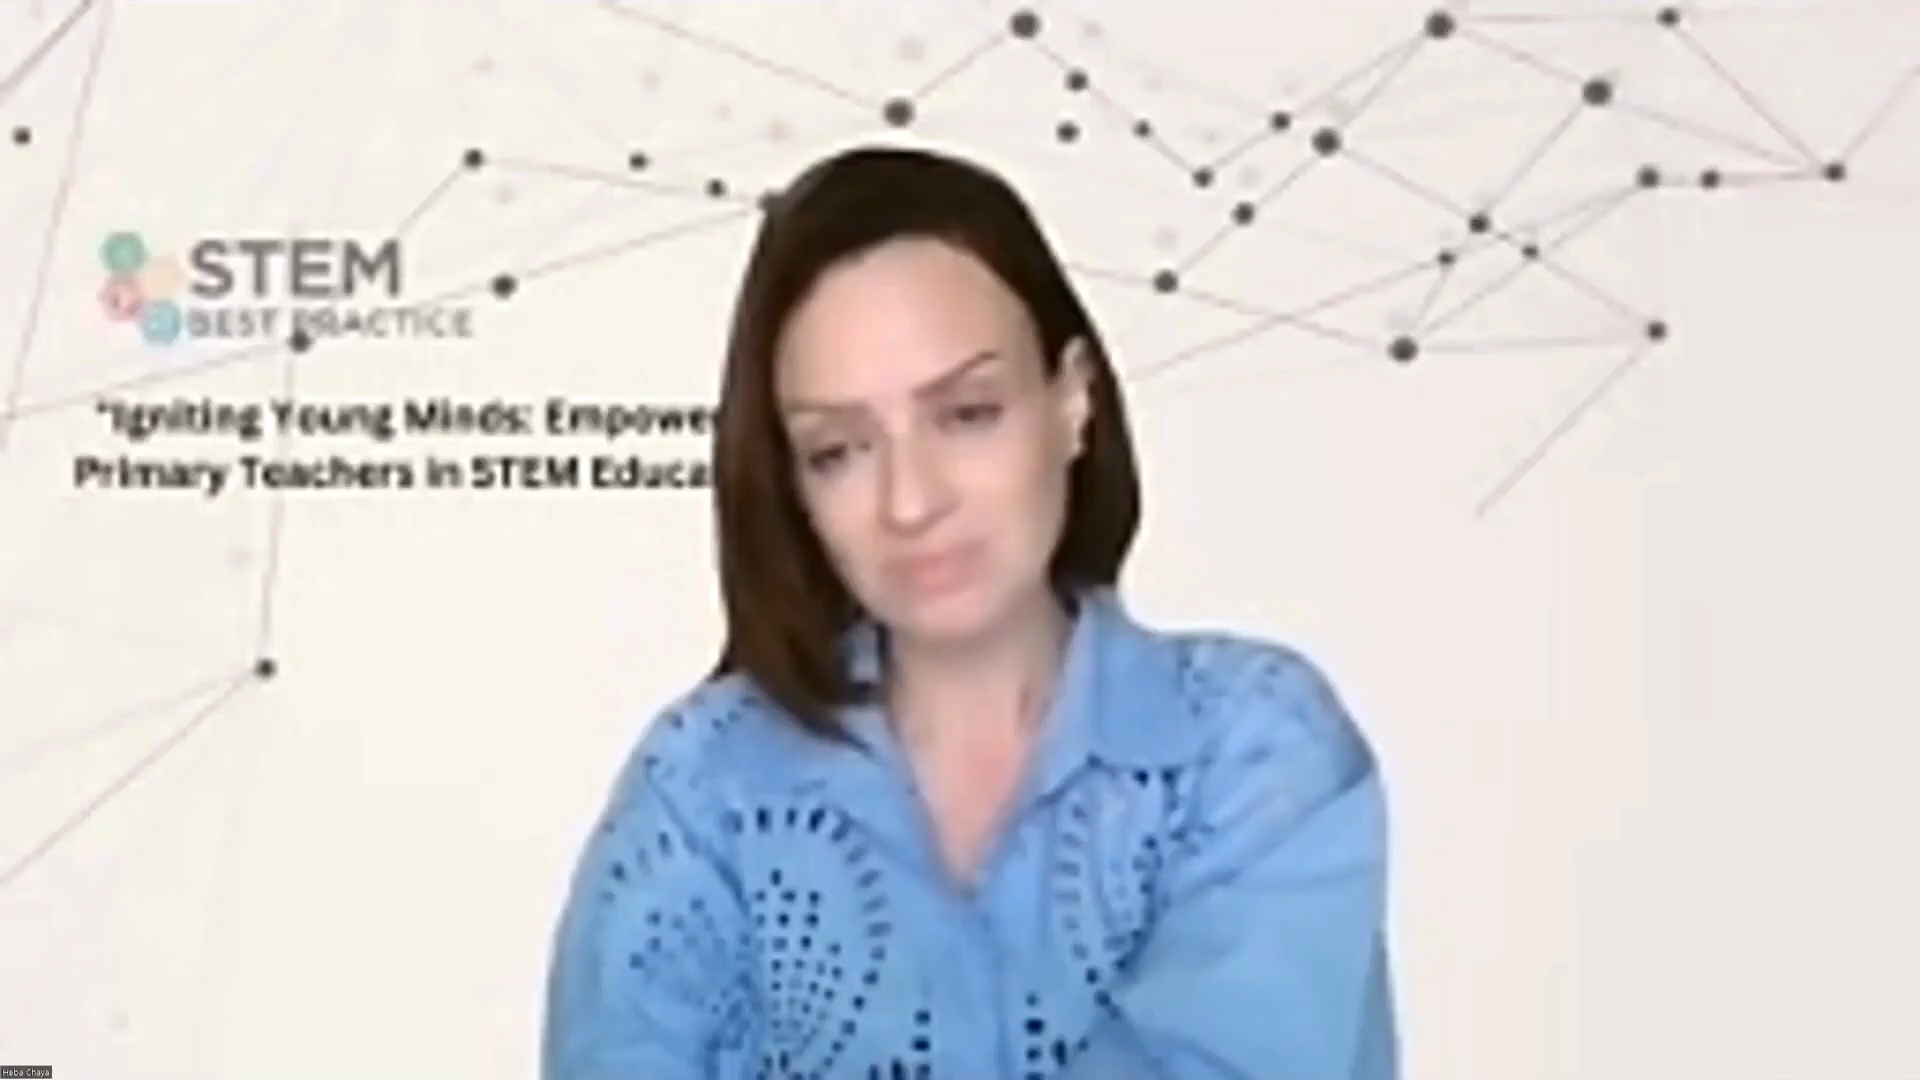 STEM
BEST PRACTICE
"Igniting Young Minds: Empowe
Primary Teachers in STEM Educa
Heba Chaya